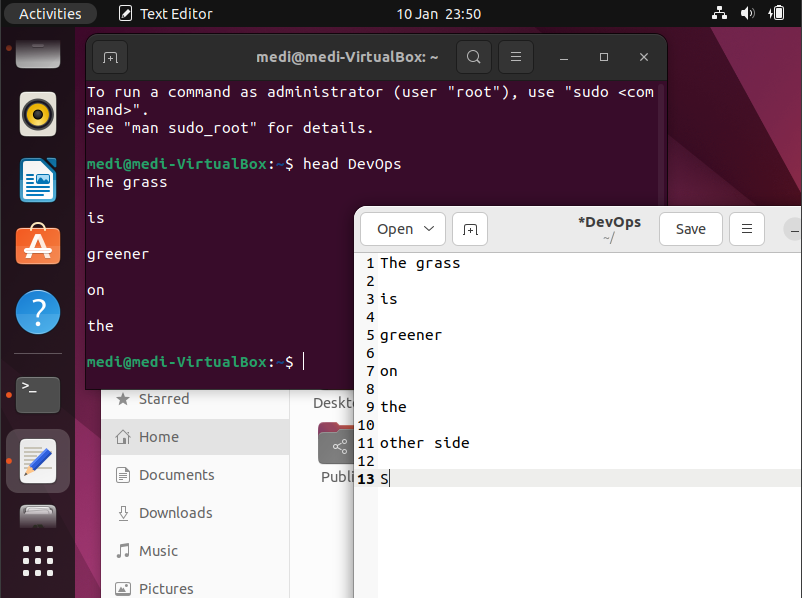 Activities Text Editor 10 Jan 23:50
medi@medi-VirtualBox: ~
To run a command as administrator (user "root"), use "sudo <com
mand>".
See "man sudo_root" for details.
medi@medi-VirtualBox:~$ head DevOps
The grass
is
greener
on
the
medi@medi-VirtualBox:~$
Open *DevOps Save
~/
1 The grass
2
3 is
4
5 greener
6
7 on
8
9 the
10
11 other side
12
13 S
>_
?
Starred
Home
Documents
Downloads
Music
Pictures
Deskt
Publi